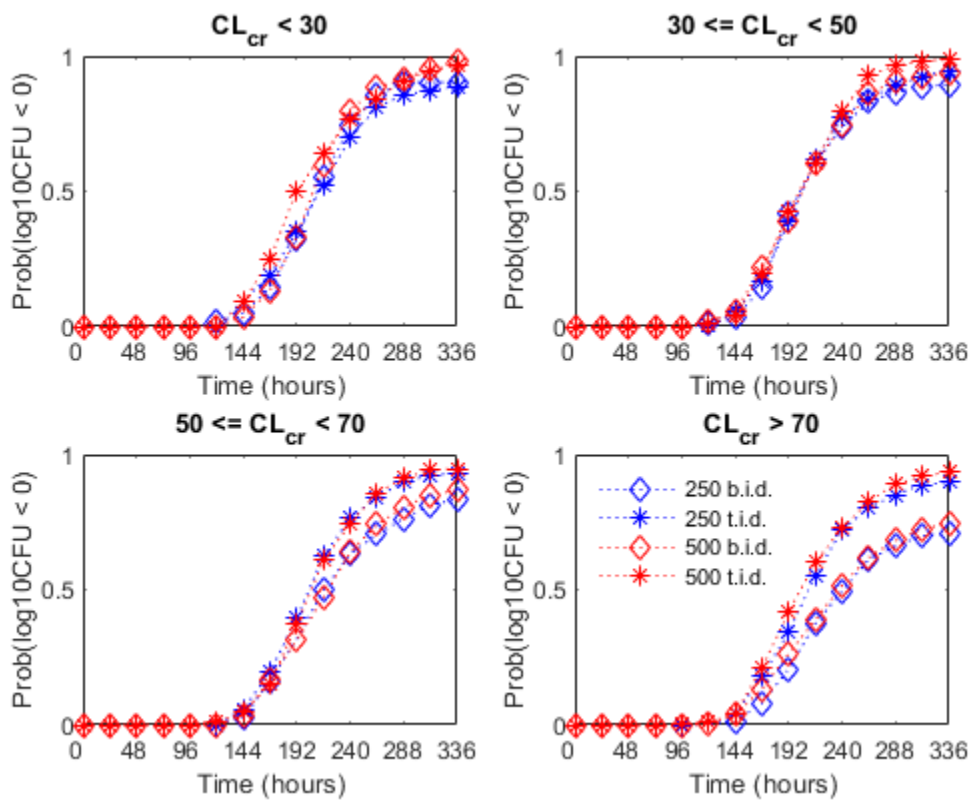 CLcr < 30
Prob(log10CFU < 0)
1
0.5
0
0 48 96 144 192 240 288 336
Time (hours)
30 <= CLcr < 50
Prob(log10CFU < 0)
1
0.5
0
0 48 96 144 192 240 288 336
Time (hours)
50 <= CLcr < 70
Prob(log10CFU < 0)
1
0.5
0
0 48 96 144 192 240 288 336
Time (hours)
CLcr > 70
Prob(log10CFU < 0)
1
0.5
0
250 b.i.d.
250 t.i.d.
500 b.i.d.
500 t.i.d.
0 48 96 144 192 240 288 336
Time (hours)